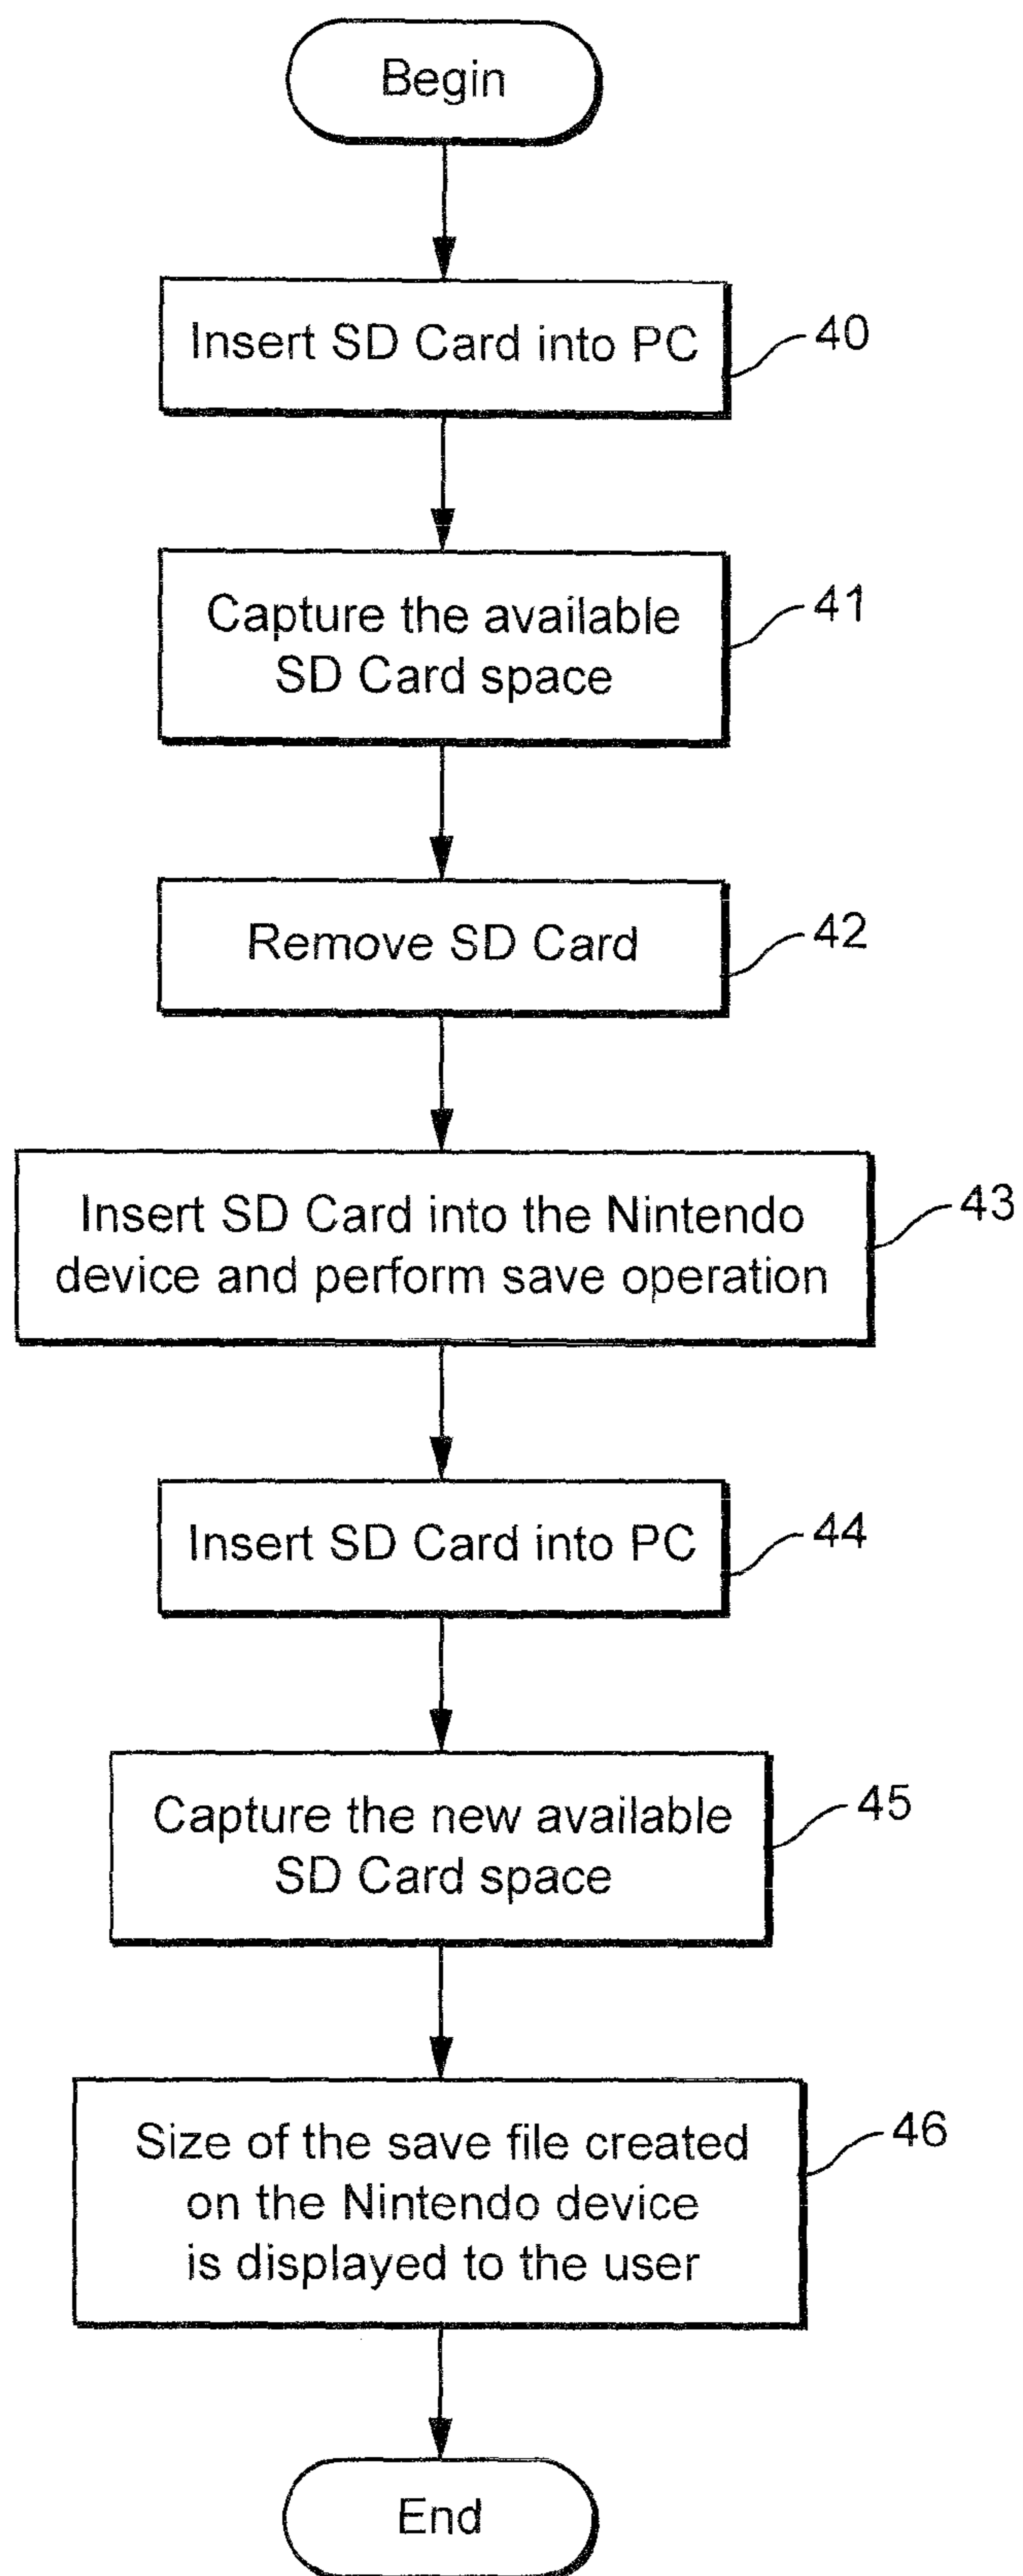 Begin
Insert SD Card into PC
40
Capture the available
SD Card space
41
Remove SD Card
42
Insert SD Card into the Nintendo
device and perform save operation
43
Insert SD Card into PC
44
Capture the new available
SD Card space
45
Size of the save file created
on the Nintendo device
is displayed to the user
46
End